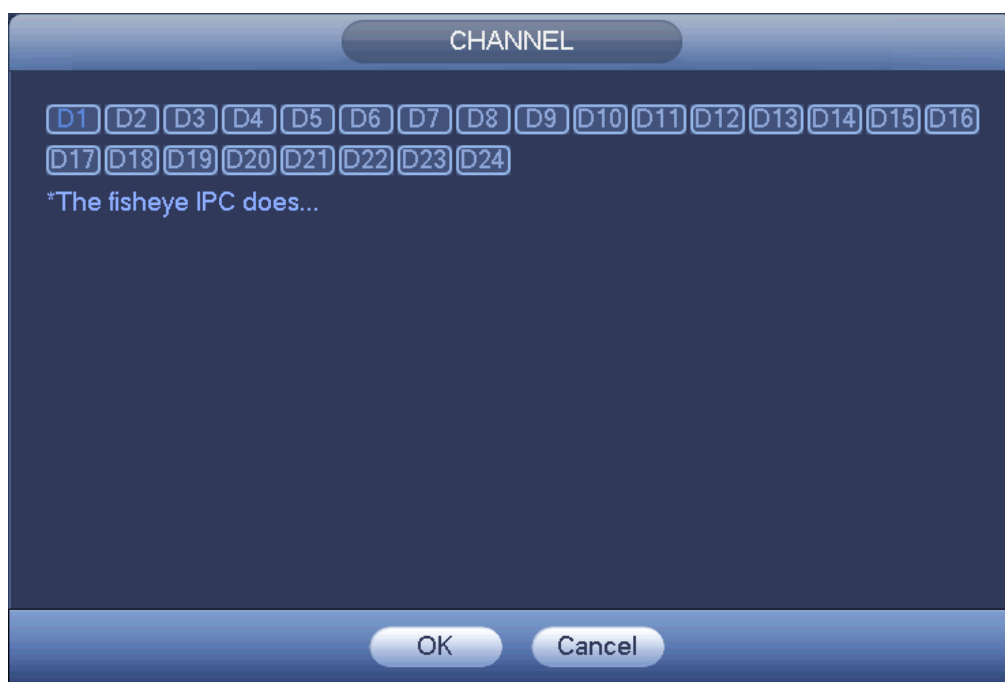 CHANNEL
D1 D2 D3 D4 D5 D6 D7 D8 D9 D10 D11 D12 D13 D14 D15 D16
D17 D18 D19 D20 D21 D22 D23 D24
*The fisheye IPC does...
OK Cancel